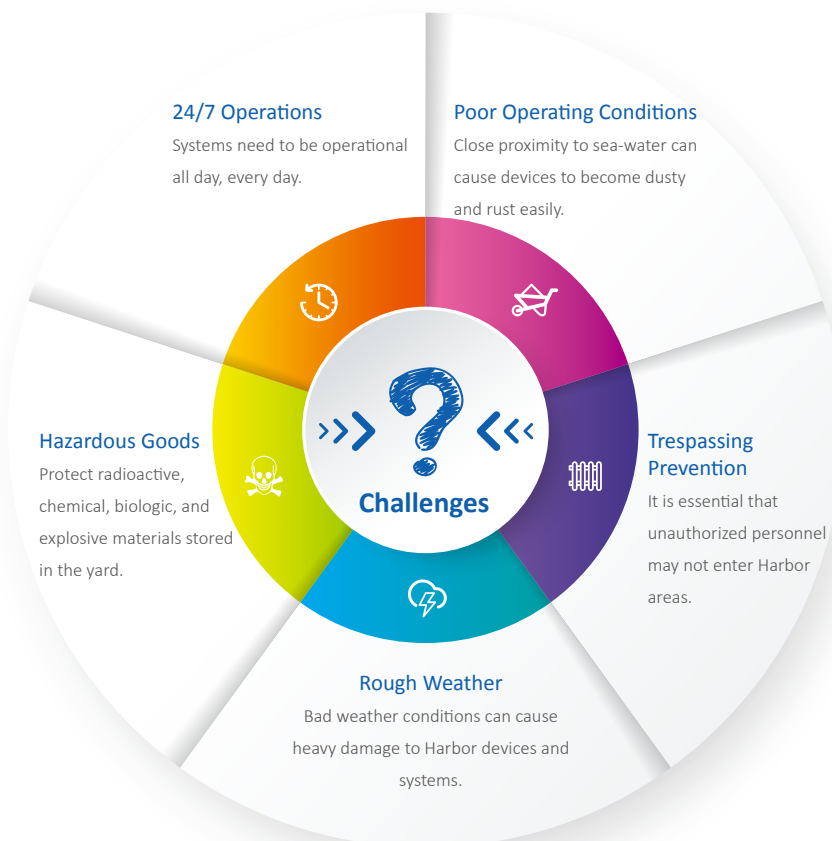 24/7 Operations
Systems need to be operational
all day, every day.
Poor Operating Conditions
Close proximity to sea-water can
cause devices to become dusty
and rust easily.
Hazardous Goods
Protect radioactive,
chemical, biologic, and
explosive materials stored
in the yard.
?
Challenges
Trespassing
Prevention
It is essential that
unauthorized personnel
may not enter Harbor
areas.
Rough Weather
Bad weather conditions can cause
heavy damage to Harbor devices and
systems.